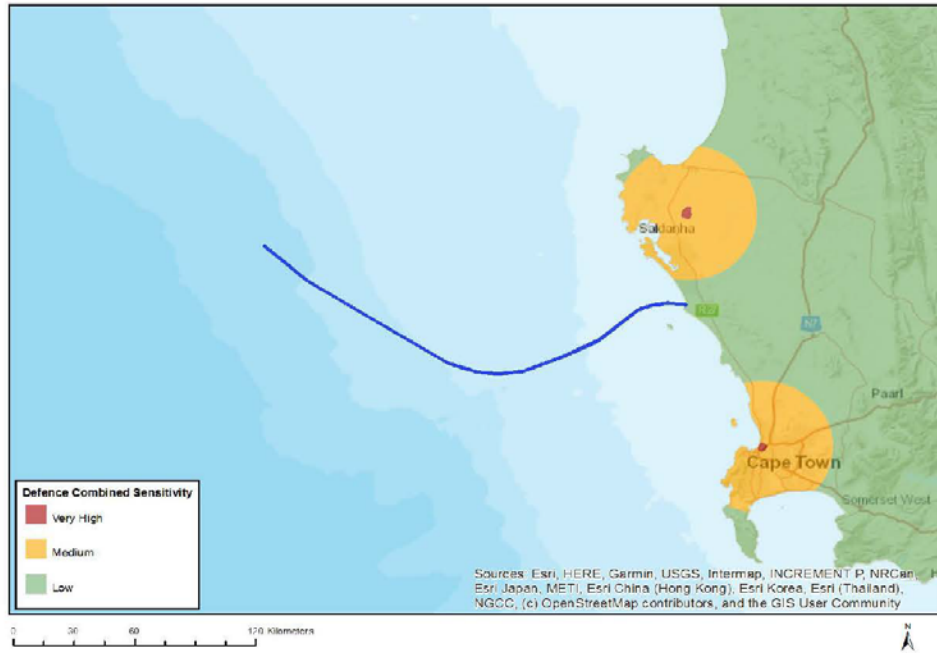 Saldanha
R27
N7
Paarl
Cape Town
Somerset West
Defence Combined Sensitivity
Very High
Medium
Low
Sources: Esri, HERE, Garmin, USGS, Intermap, INCREMENT P, NRCan,
Esri Japan, METI, Esri China (Hong Kong), Esri Korea, Esri (Thailand),
NGCC, (c) OpenStreetMap contributors, and the GIS User Community
0 30 60 120 Kilometers
N